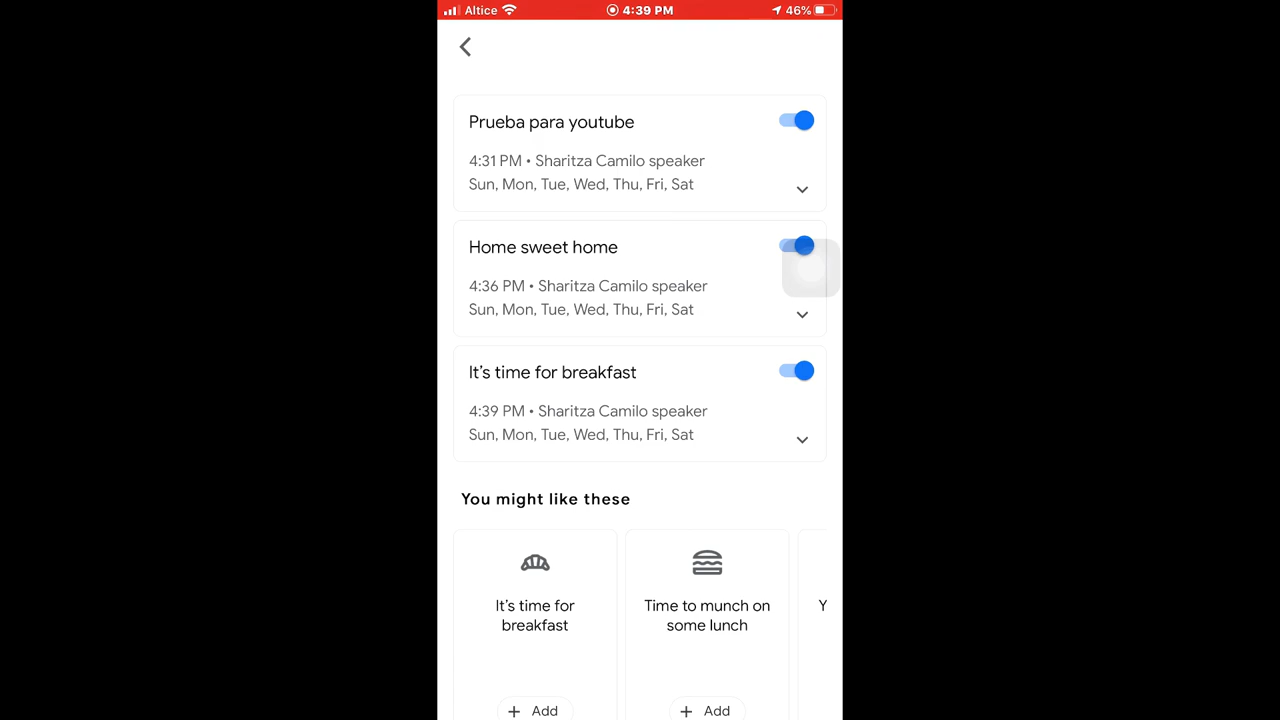 Altice 4:39 PM 46%
Prueba para youtube
4:31 PM • Sharitza Camilo speaker
Sun, Mon, Tue, Wed, Thu, Fri, Sat
Home sweet home
4:36 PM • Sharitza Camilo speaker
Sun, Mon, Tue, Wed, Thu, Fri, Sat
It’s time for breakfast
4:39 PM • Sharitza Camilo speaker
Sun, Mon, Tue, Wed, Thu, Fri, Sat
You might like these
It’s time for
breakfast
+ Add
Time to munch on
some lunch
+ Add
Y